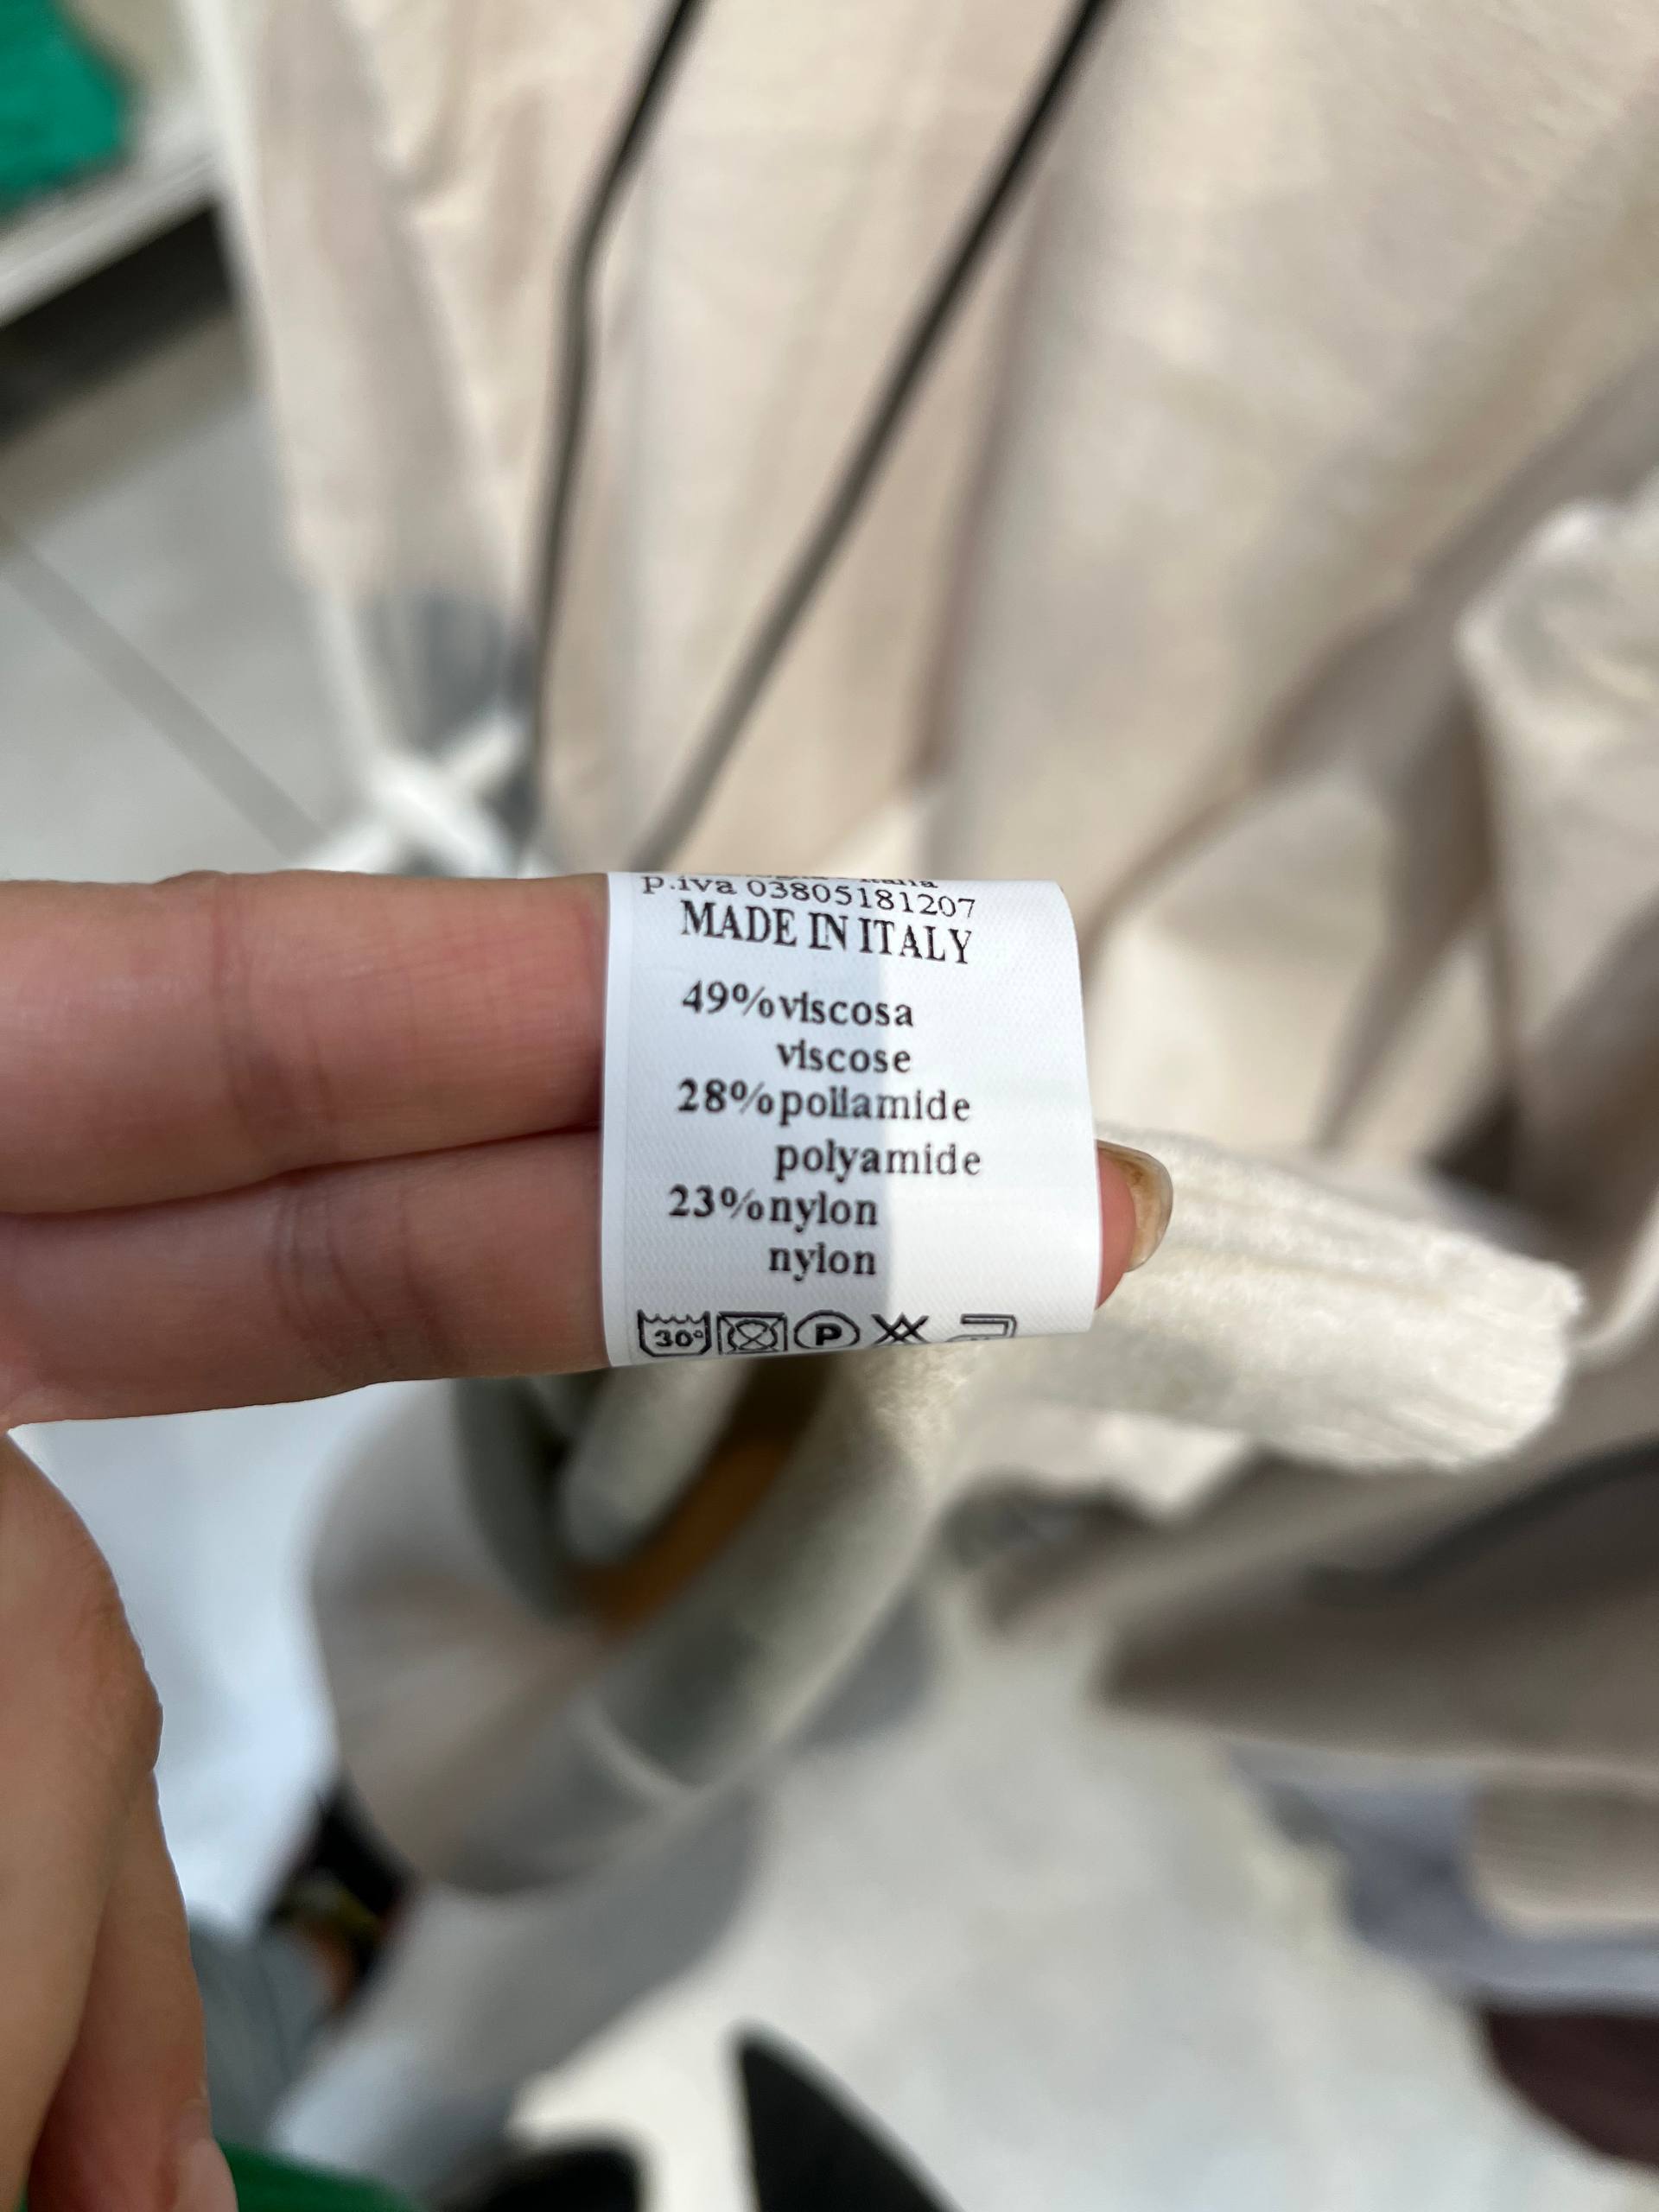 p.iva 03805181207
MADE IN ITALY
49% viscosa
viscose
28% poliamide
polyamide
23% nylon
nylon
30° P